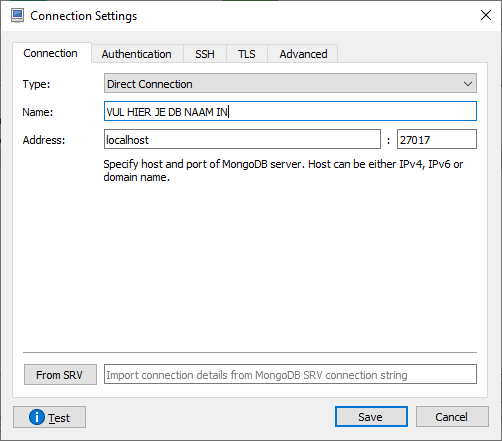 Connection Settings
Connection Authentication SSH TLS Advanced
Type: Direct Connection
Name: VUL HIER JE DB NAAM IN
Address: localhost : 27017
Specify host and port of MongoDB server. Host can be either IPv4, IPv6 or
domain name.
From SRV Import connection details from MongoDB SRV connection string
Test Save Cancel